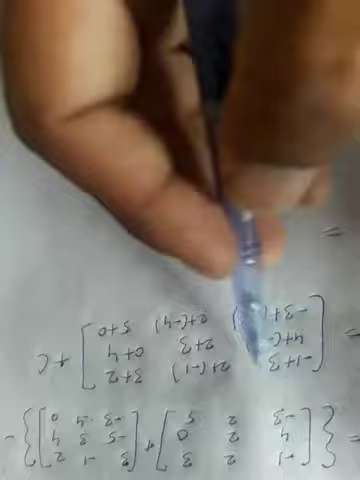 = { [ -1 2 3 ] + [ 3 -1 2 ] } -
4 2 0 -5 3 4
-3 2 5 -3 -4 0
= [ -1+3 2+(-1) 3+2 ] + C
4+(- 2+3 0+4
-3+( ) 2+(-4) 5+0
=